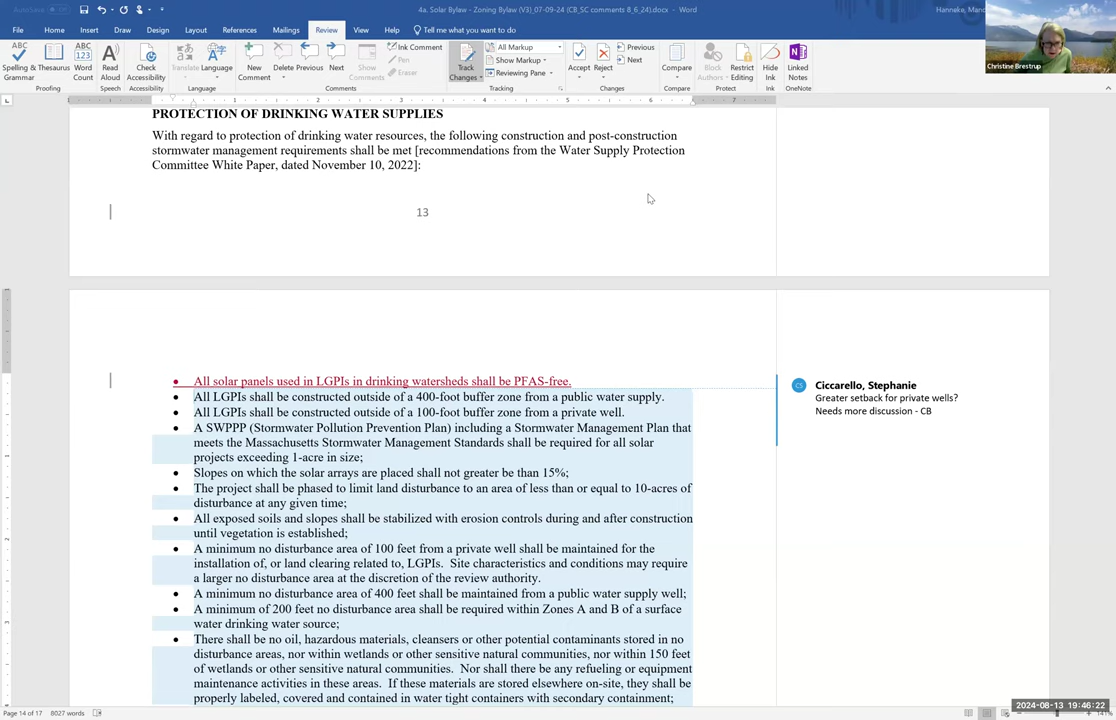 4a. Solar Bylaw - Zoning Bylaw (V3)_07-09-24 (CB_SC comments 8_6_24).docx - Word
File Home Insert Draw Design Layout References Mailings Review View Help Tell me what you want to do
Spelling & Grammar
Thesaurus
Word Count
Read Aloud
Check Accessibility
Translate
Language
New Comment
Delete
Previous
Next
Show Comments
Ink Comment
Pen
Eraser
Track Changes
All Markup
Show Markup
Reviewing Pane
Accept
Reject
Previous
Next
Compare
Block Authors
Restrict Editing
Hide Ink
Linked Notes
Proofing Speech Accessibility Language Comments Tracking Changes Compare Protect Ink OneNote
Christine Brestrup
PROTECTION OF DRINKING WATER SUPPLIES
With regard to protection of drinking water resources, the following construction and post-construction
stormwater management requirements shall be met [recommendations from the Water Supply Protection
Committee White Paper, dated November 10, 2022]:
13
• All solar panels used in LGPIs in drinking watersheds shall be PFAS-free.
• All LGPIs shall be constructed outside of a 400-foot buffer zone from a public water supply.
• All LGPIs shall be constructed outside of a 100-foot buffer zone from a private well.
• A SWPPP (Stormwater Pollution Prevention Plan) including a Stormwater Management Plan that
meets the Massachusetts Stormwater Management Standards shall be required for all solar
projects exceeding 1-acre in size;
• Slopes on which the solar arrays are placed shall not greater be than 15%;
• The project shall be phased to limit land disturbance to an area of less than or equal to 10-acres of
disturbance at any given time;
• All exposed soils and slopes shall be stabilized with erosion controls during and after construction
until vegetation is established;
• A minimum no disturbance area of 100 feet from a private well shall be maintained for the
installation of, or land clearing related to, LGPIs. Site characteristics and conditions may require
a larger no disturbance area at the discretion of the review authority.
• A minimum no disturbance area of 400 feet shall be maintained from a public water supply well;
• A minimum of 200 feet no disturbance area shall be required within Zones A and B of a surface
water drinking water source;
• There shall be no oil, hazardous materials, cleansers or other potential contaminants stored in no
disturbance areas, nor within wetlands or other sensitive natural communities, nor within 150 feet
of wetlands or other sensitive natural communities. Nor shall there be any refueling or equipment
maintenance activities in these areas. If these materials are stored elsewhere on-site, they shall be
properly labeled, covered and contained in water tight containers with secondary containment;
CS
Ciccarello, Stephanie
Greater setback for private wells?
Needs more discussion - CB
Page 14 of 17 8027 words
2024-08-13 19:46:22